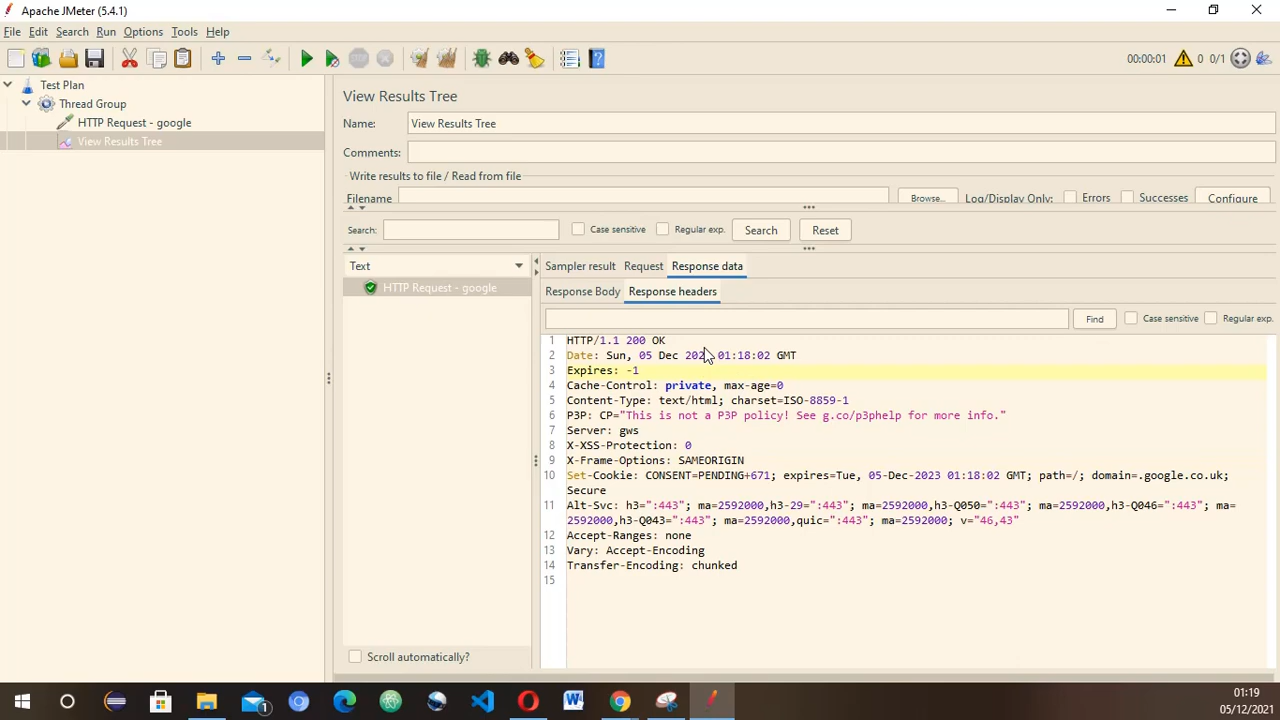 Apache JMeter (5.4.1)
File Edit Search Run Options Tools Help
00:00:01 0 0/1
Test Plan
Thread Group
HTTP Request - google
View Results Tree
View Results Tree
Name: View Results Tree
Comments:
Write results to file / Read from file
Filename Browse... Log/Display Only: Errors Successes Configure
Search: Case sensitive Regular exp. Search Reset
Text
HTTP Request - google
Scroll automatically?
Sampler result Request Response data
Response Body Response headers
Find Case sensitive Regular exp.
1 HTTP/1.1 200 OK
2 Date: Sun, 05 Dec 01:18:02 GMT
3 Expires: -1
4 Cache-Control: private, max-age=0
5 Content-Type: text/html; charset=ISO-8859-1
6 P3P: CP="This is not a P3P policy! See g.co/p3phelp for more info."
7 Server: gws
8 X-XSS-Protection: 0
9 X-Frame-Options: SAMEORIGIN
10 Set-Cookie: CONSENT=PENDING+671; expires=Tue, 05-Dec-2023 01:18:02 GMT; path=/; domain=.google.co.uk;
Secure
11 Alt-Svc: h3=":443"; ma=2592000,h3-29=":443"; ma=2592000,h3-Q050=":443"; ma=2592000,h3-Q046=":443"; ma=
2592000,h3-Q043=":443"; ma=2592000,quic=":443"; ma=2592000; v="46,43"
12 Accept-Ranges: none
13 Vary: Accept-Encoding
14 Transfer-Encoding: chunked
15
1
01:19
05/12/2021